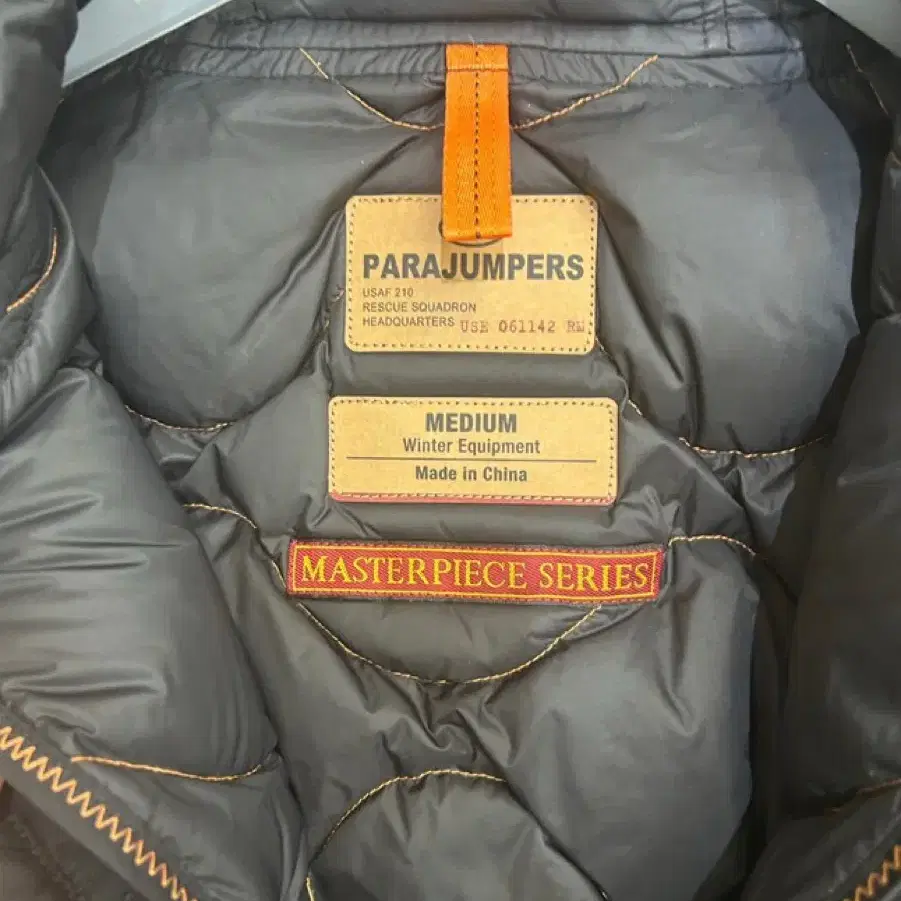 PARAJUMPERS
USAF 210
RESCUE SQUADRON
HEADQUARTERS USE 061142 RM
MEDIUM
Winter Equipment
Made in China
MASTERPIECE SERIES